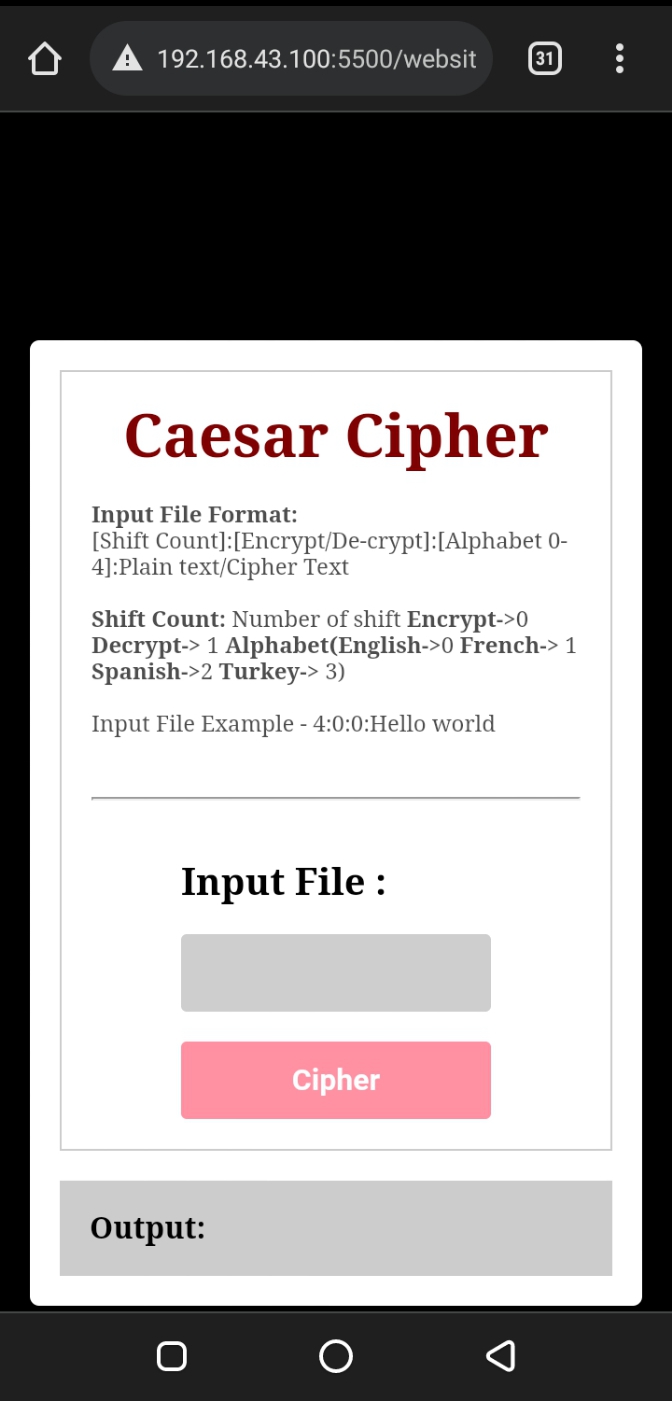 192.168.43.100:5500/websit
31
Caesar Cipher
Input File Format:
[Shift Count]:[Encrypt/De-crypt]:[Alphabet 0-
4]:Plain text/Cipher Text
Shift Count: Number of shift Encrypt->0
Decrypt-> 1 Alphabet(English->0 French-> 1
Spanish->2 Turkey-> 3)
Input File Example - 4:0:0:Hello world
Input File :
Cipher
Output: